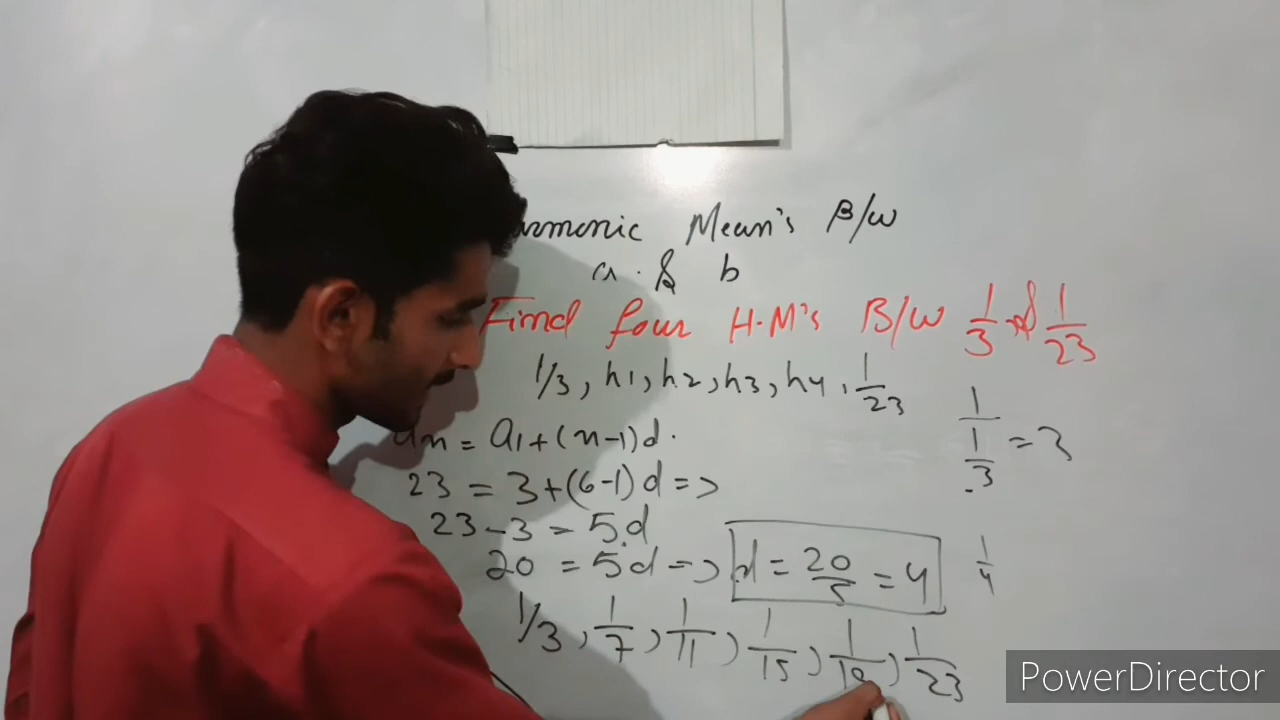 Mean's B/W
a & b
Find four H.M's B/W 1/3 & 1/23
1/3, h1, h2, h3, h4, 1/23
an = a1 + (n-1)d.
1/(1/3) = 3
23 = 3 + (6-1)d =>
23 - 3 = 5d
20 = 5d => d = 20/5 = 4
1/4
1/3, 1/7, 1/11, 1/15, 1/19, 1/23
PowerDirector